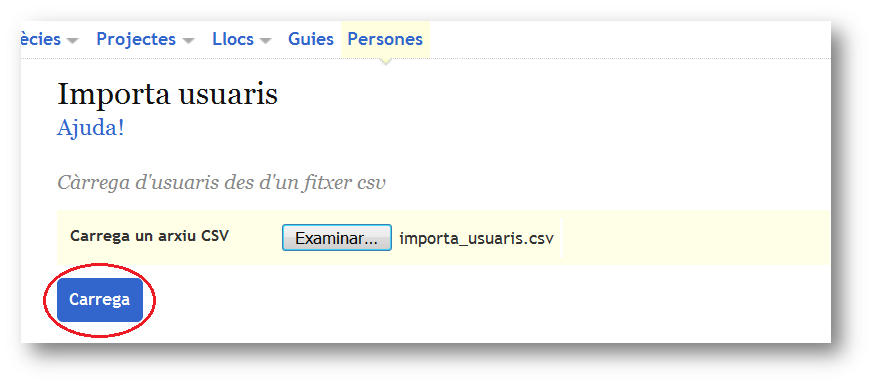 ècies Projectes Llocs Guies Persones
Importa usuaris
Ajuda!
Càrrega d'usuaris des d'un fitxer csv
Carrega un arxiu CSV Examinar... importa_usuaris.csv
Carrega